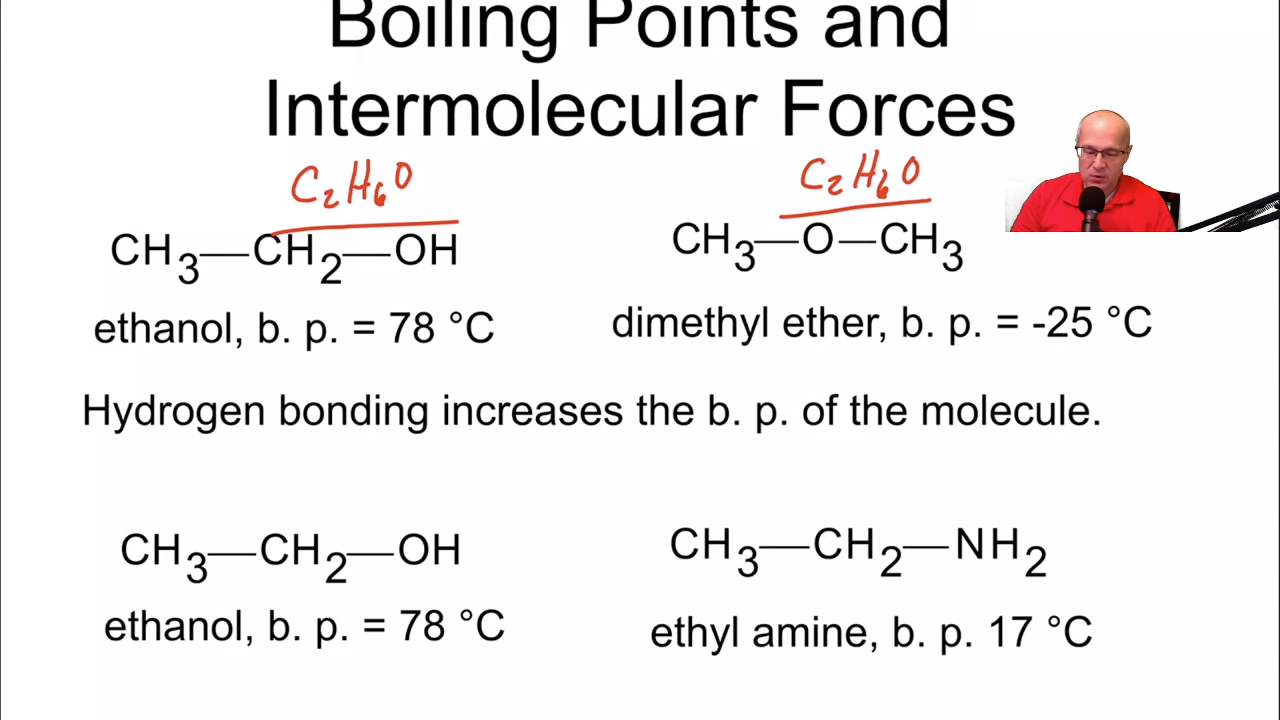 Boiling Points and
Intermolecular Forces
C₂H₆O
C₂H₆O
CH₃—CH₂—OH
CH₃—O—CH₃
ethanol, b. p. = 78 °C
dimethyl ether, b. p. = -25 °C
Hydrogen bonding increases the b. p. of the molecule.
CH₃—CH₂—OH
CH₃—CH₂—NH₂
ethanol, b. p. = 78 °C
ethyl amine, b. p. 17 °C